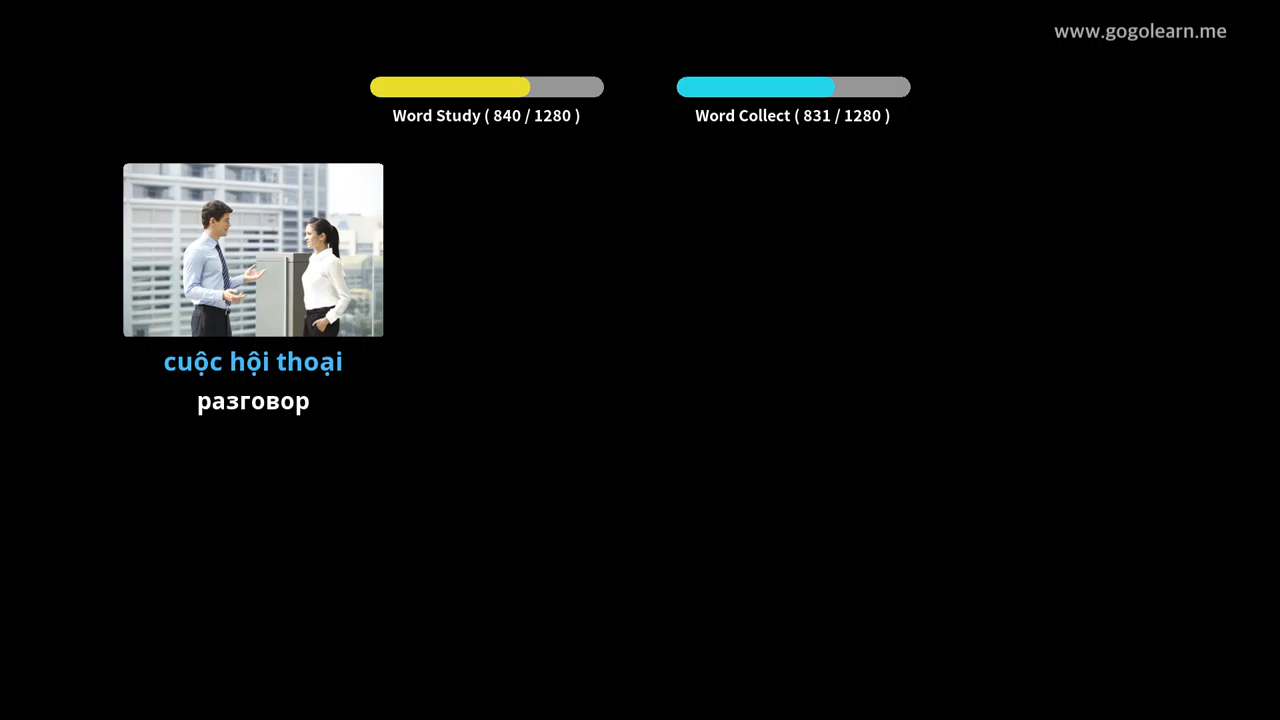 www.gogolearn.me
Word Study ( 840 / 1280 )
Word Collect ( 831 / 1280 )
cuộc hội thoại
разговор